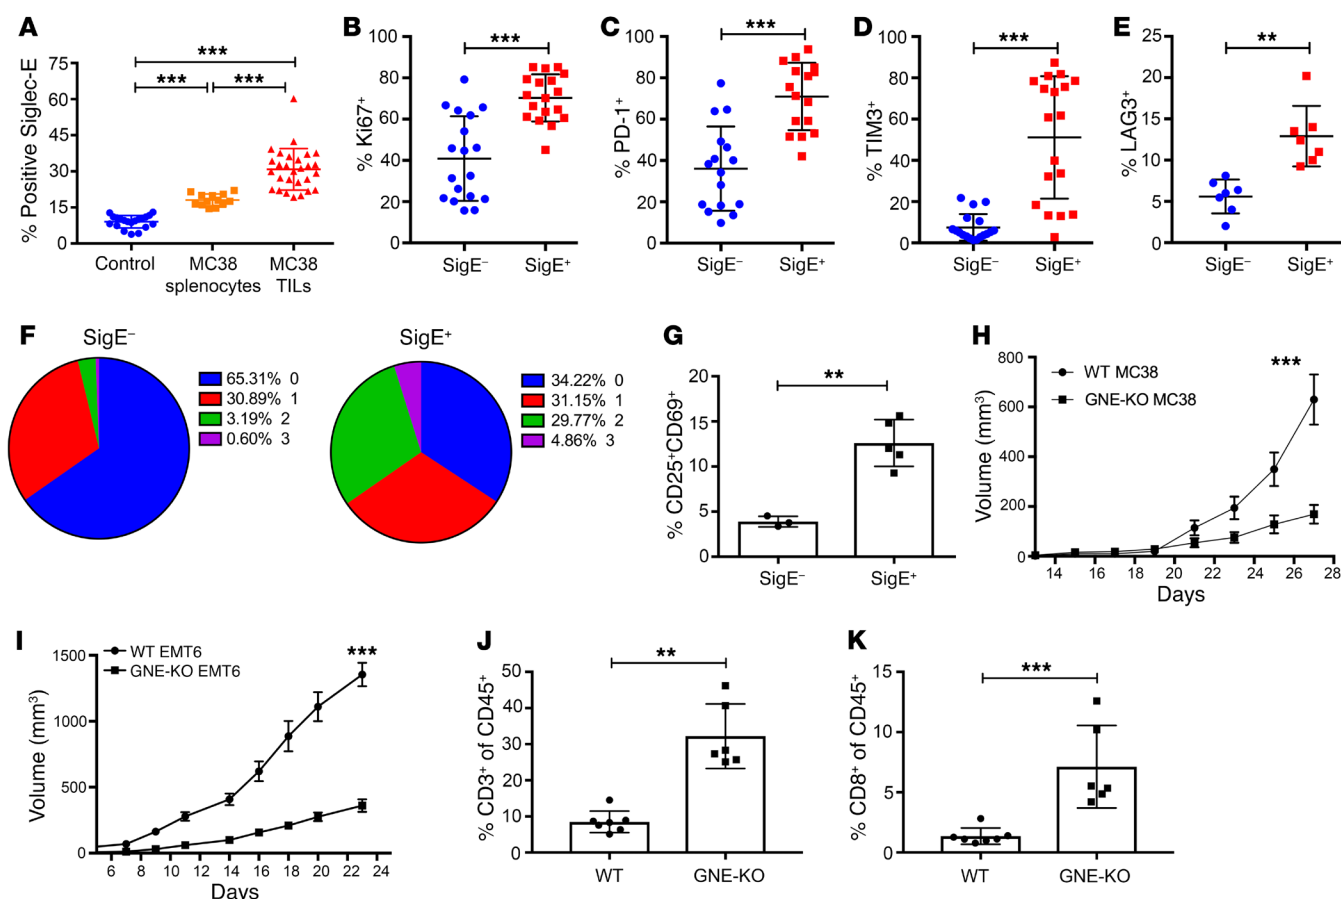 A
% Positive Siglec-E
75
60
45
30
15
0
***
***
***
Control
MC38
splenocytes
MC38
TILs
B
% Ki67⁺
100
80
60
40
20
0
***
SigE⁻
SigE⁺
C
% PD-1⁺
100
80
60
40
20
0
***
SigE⁻
SigE⁺
D
% TIM3⁺
100
80
60
40
20
0
***
SigE⁻
SigE⁺
E
% LAG3⁺
25
20
15
10
5
0
**
SigE⁻
SigE⁺
F
SigE⁻
65.31% 0
30.89% 1
3.19% 2
0.60% 3
SigE⁺
34.22% 0
31.15% 1
29.77% 2
4.86% 3
G
% CD25⁺CD69⁺
20
15
10
5
0
**
SigE⁻
SigE⁺
H
Volume (mm³)
800
600
400
200
0
WT MC38
GNE-KO MC38
***
14 16 18 20 22 24 26 28
Days
I
Volume (mm³)
1500
1000
500
0
WT EMT6
GNE-KO EMT6
***
6 8 10 12 14 16 18 20 22 24
Days
J
% CD3⁺ of CD45⁺
50
40
30
20
10
0
**
WT
GNE-KO
K
% CD8⁺ of CD45⁺
15
10
5
0
***
WT
GNE-KO